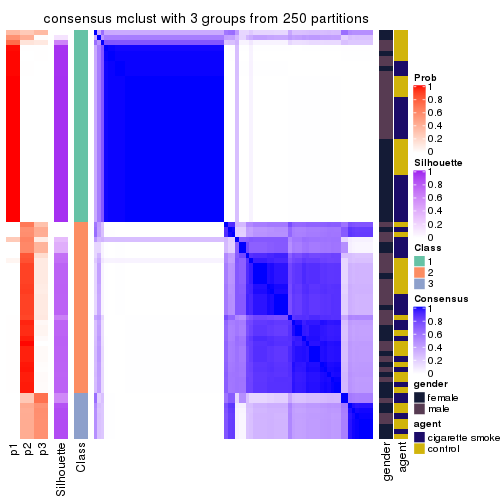 consensus mclust with 3 groups from 250 partitions
Prob
1
0.8
0.6
0.4
0.2
0
Silhouette
1
0.8
0.6
0.4
0.2
0
Class
1
2
3
Consensus
1
0.8
0.6
0.4
0.2
0
gender
female
male
agent
cigarette smoke
control
p1
p2
p3
Silhouette
Class
gender
agent